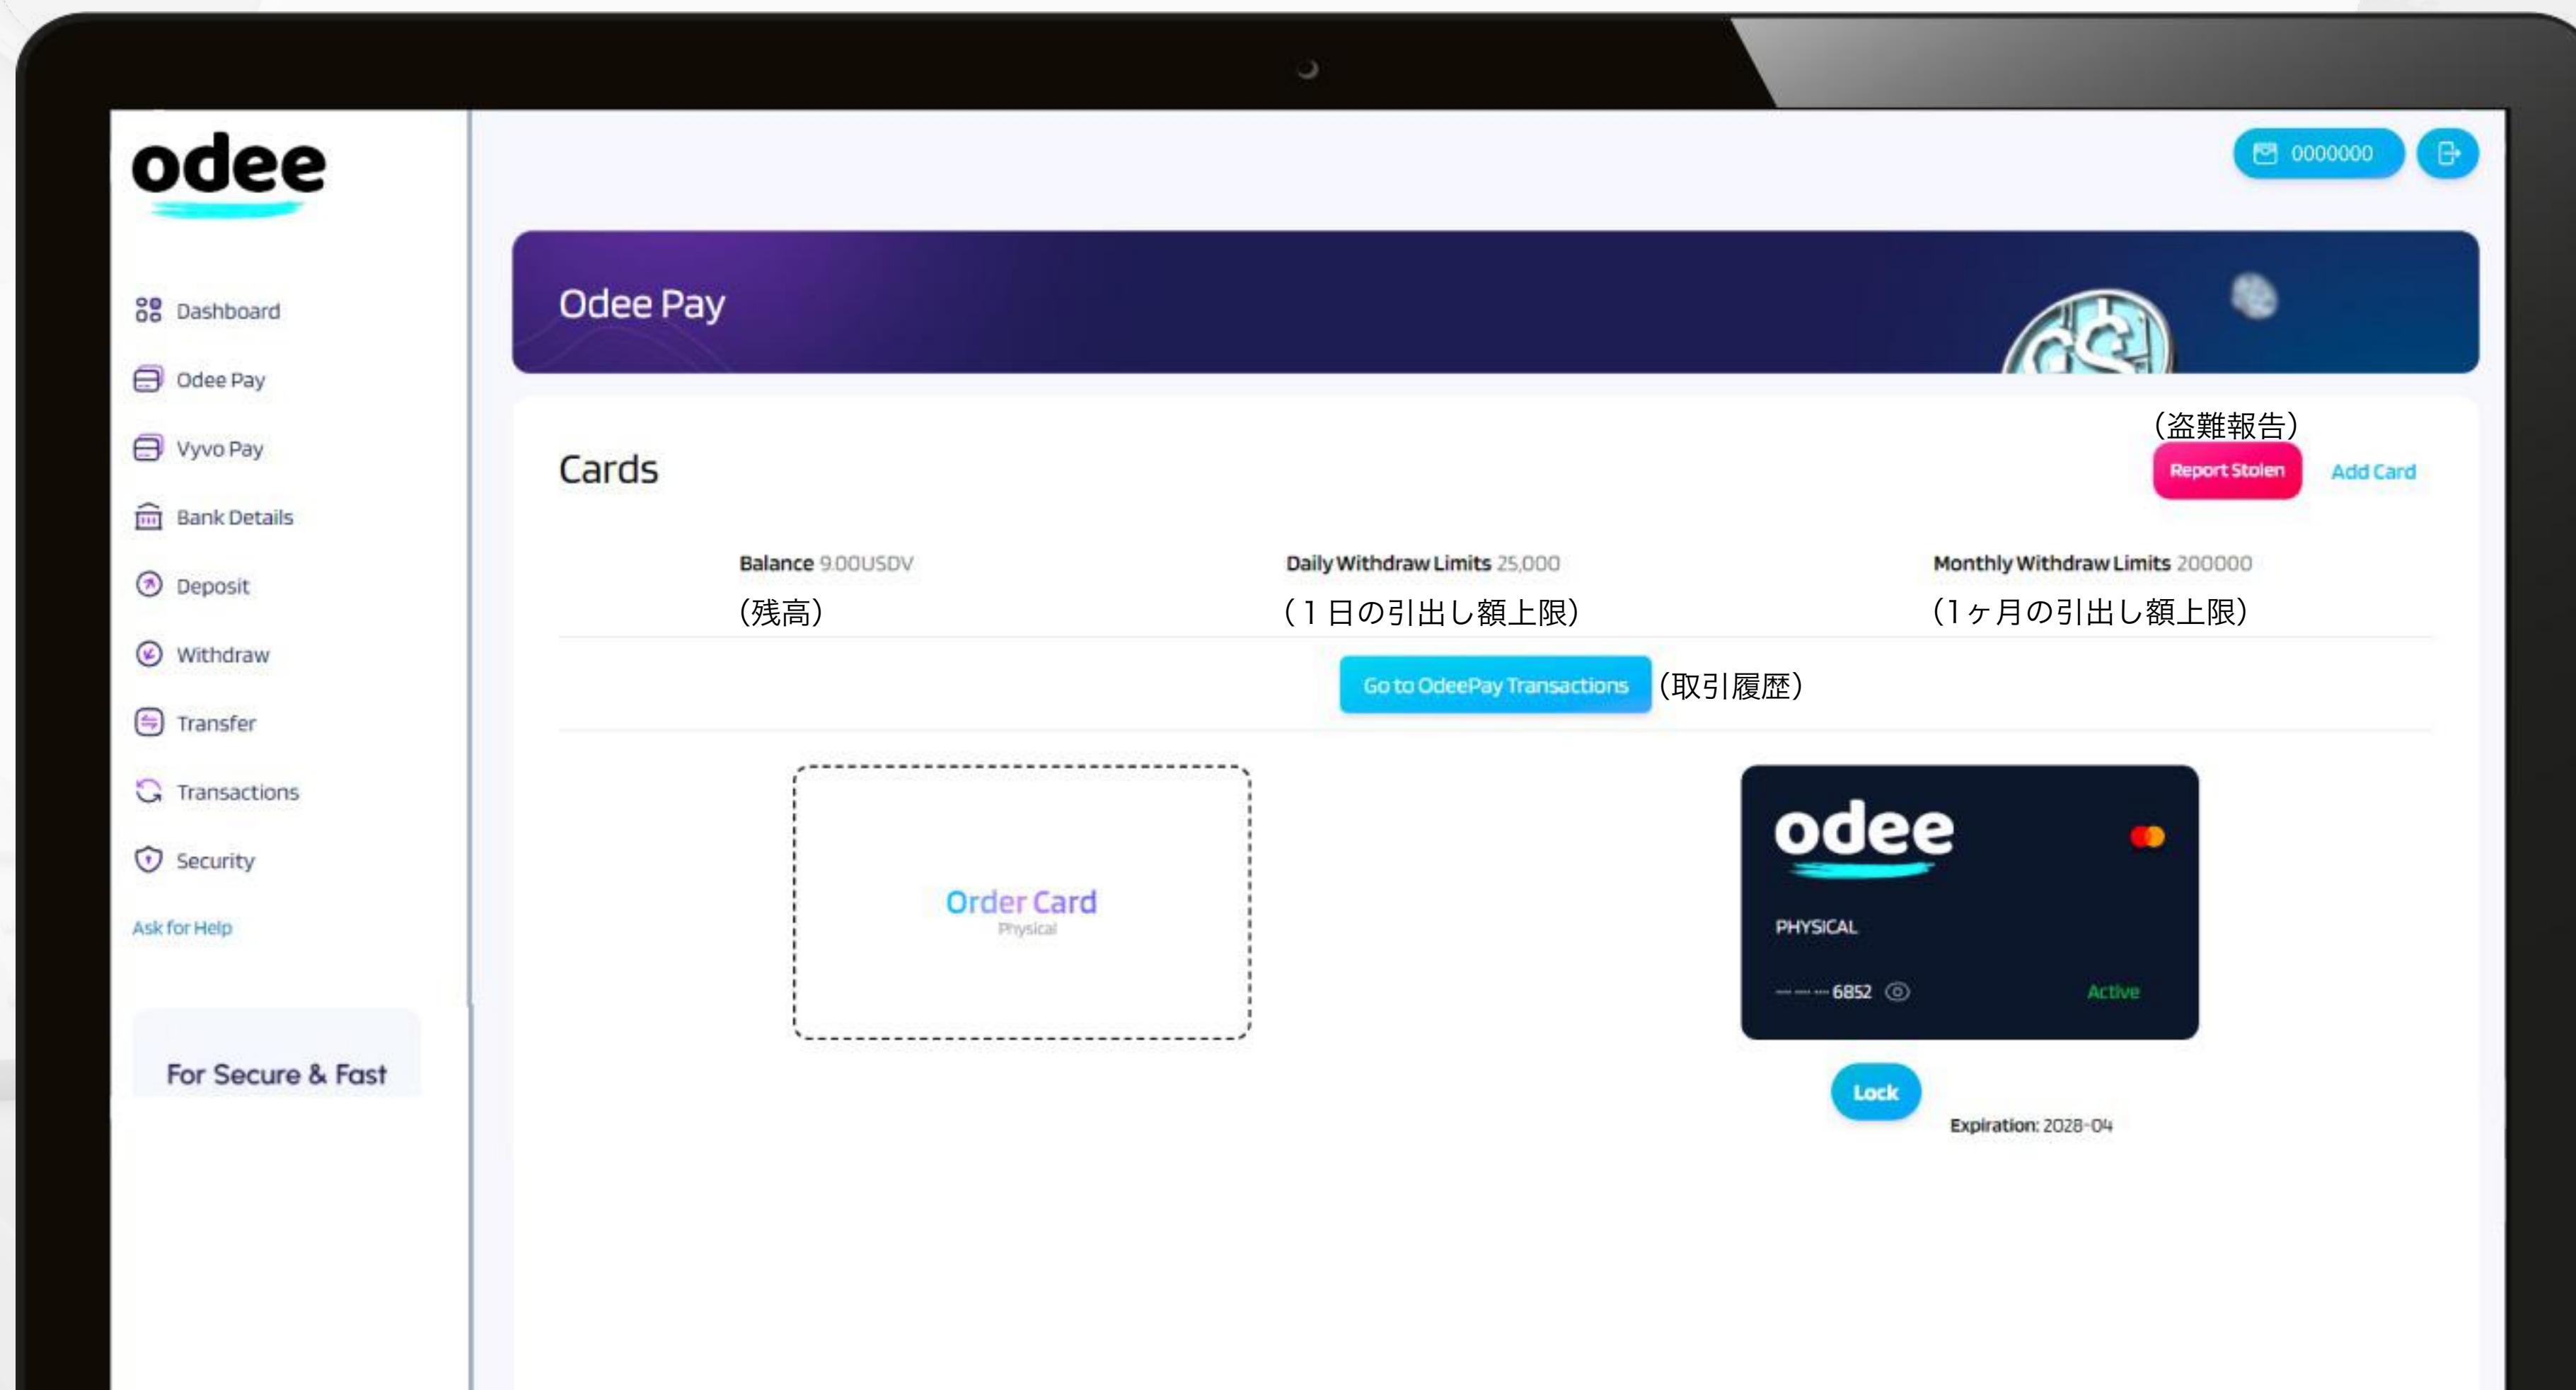 odee
0000000
Dashboard
Odee Pay
Vyvo Pay
Bank Details
Deposit
Withdraw
Transfer
Transactions
Security
Ask for Help
For Secure & Fast
Odee Pay
Cards
（盗難報告）
Report Stolen
Add Card
Balance 9.00USDV
（残高）
Daily Withdraw Limits 25,000
（１日の引出し額上限）
Monthly Withdraw Limits 200000
（1ヶ月の引出し額上限）
Go to OdeePay Transactions （取引履歴）
Order Card
Physical
odee
PHYSICAL
6852
Active
Lock
Expiration: 2028-04